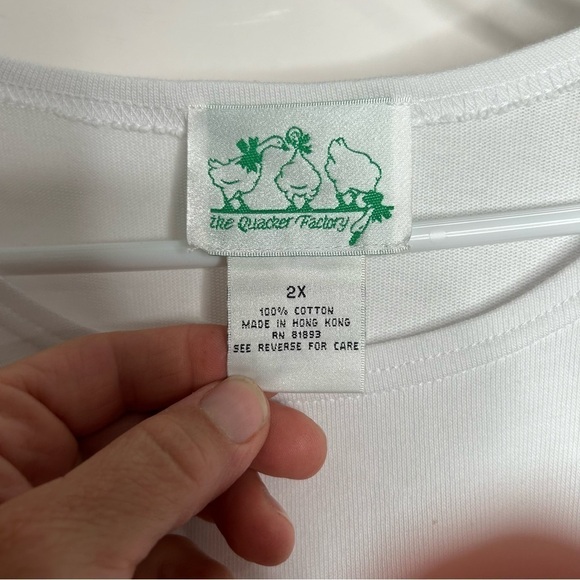 the Quacker Factory
2X
100% COTTON
MADE IN HONG KONG
RN 81893
SEE REVERSE FOR CARE